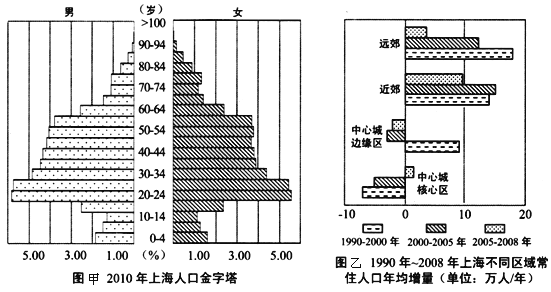 男 (岁) 女
>100
90-94
80-84
70-74
60-64
50-54
40-44
30-34
20-24
10-14
0-4
5.00 3.00 1.00 (%) 1.00 3.00 5.00
图甲 2010年上海人口金字塔
远郊
近郊
中心城
边缘区
中心城
核心区
-10 0 10 20
1990-2000年 2000-2005年 2005-2008年
图乙 1990年~2008年上海不同区域常
住人口年均增量(单位:万人/年)